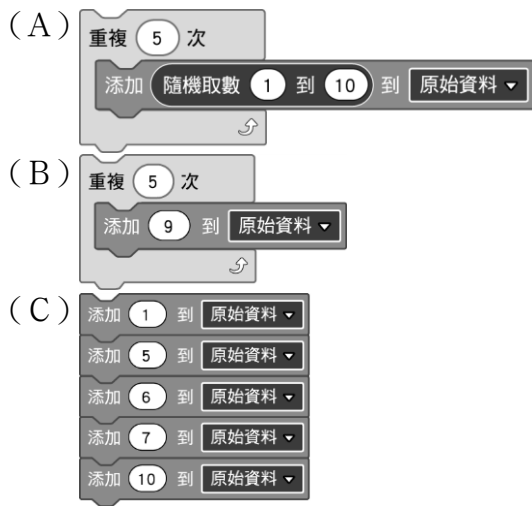 (A)
重複 5 次
添加 隨機取數 1 到 10 到 原始資料
(B)
重複 5 次
添加 9 到 原始資料
(C)
添加 1 到 原始資料
添加 5 到 原始資料
添加 6 到 原始資料
添加 7 到 原始資料
添加 10 到 原始資料